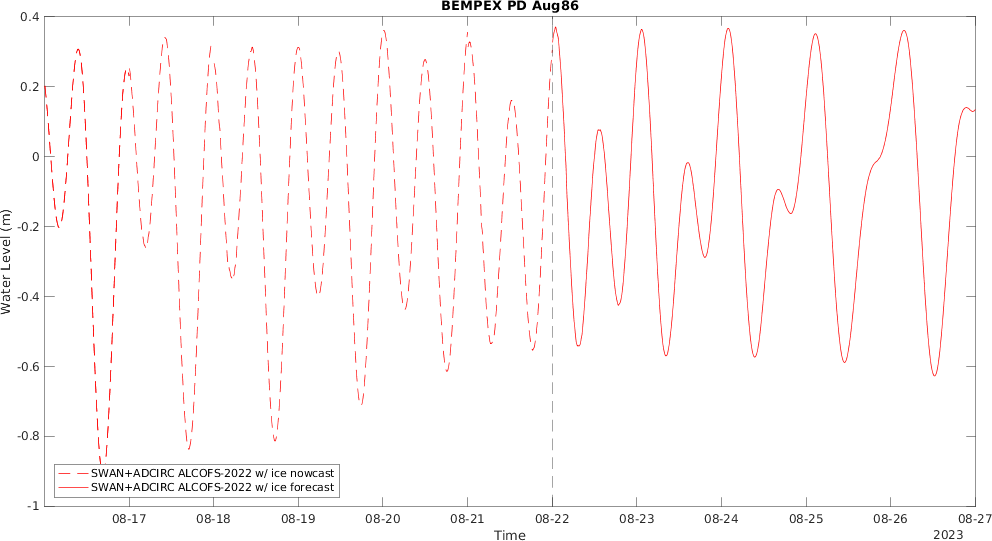 BEMPEX PD Aug86
0.4
0.2
0
-0.2
-0.4
-0.6
-0.8
-1
Water Level (m)
SWAN+ADCIRC ALCOFS-2022 w/ ice nowcast
SWAN+ADCIRC ALCOFS-2022 w/ ice forecast
08-17 08-18 08-19 08-20 08-21 08-22 08-23 08-24 08-25 08-26 08-27
Time
2023